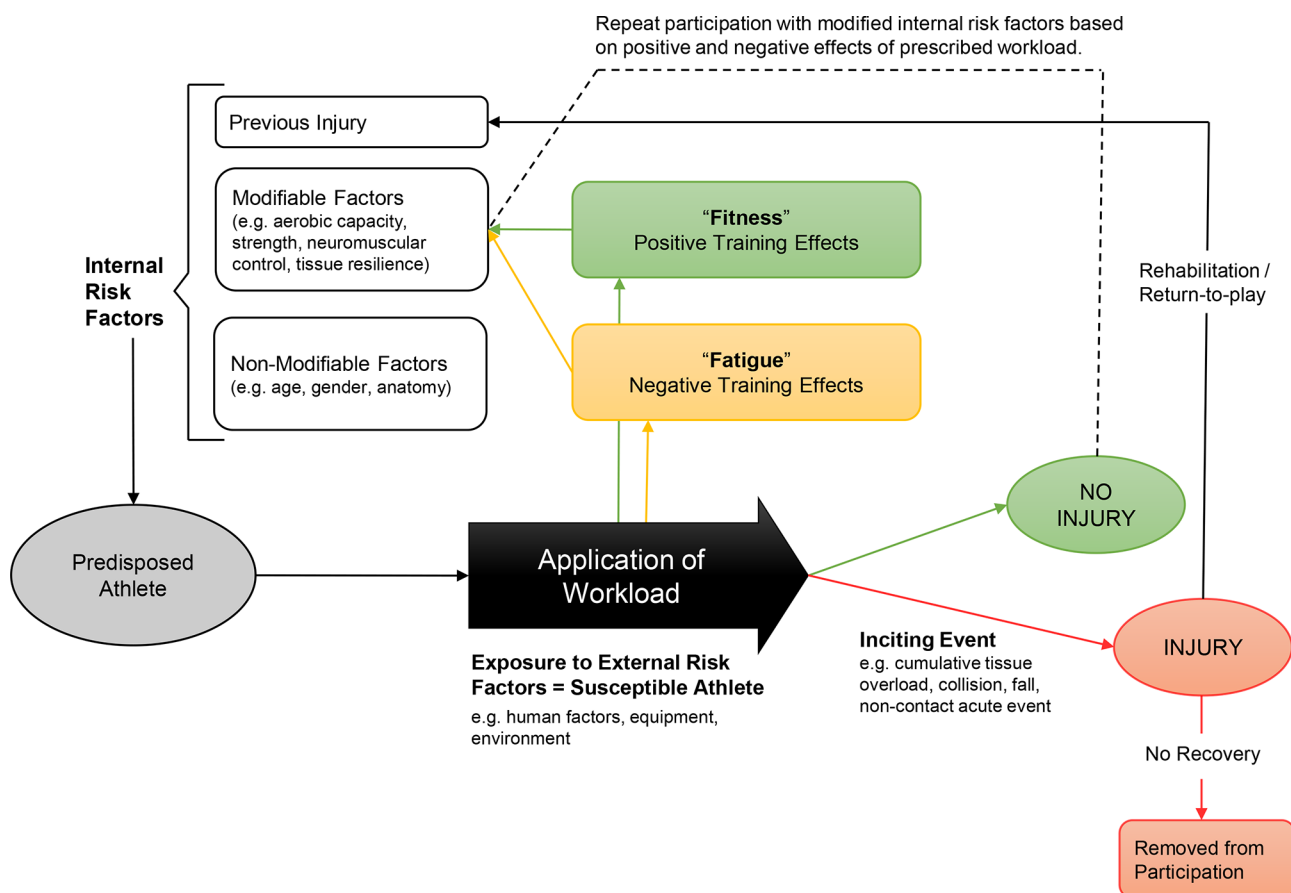 Repeat participation with modified internal risk factors based
on positive and negative effects of prescribed workload.
Previous Injury
Modifiable Factors
(e.g. aerobic capacity,
strength, neuromuscular
control, tissue resilience)
"Fitness"
Positive Training Effects
Internal
Risk
Factors
Rehabilitation /
Return-to-play
Non-Modifiable Factors
(e.g. age, gender, anatomy)
"Fatigue"
Negative Training Effects
NO
INJURY
Predisposed
Athlete
Application of
Workload
INJURY
Exposure to External Risk
Factors = Susceptible Athlete
e.g. human factors, equipment,
environment
Inciting Event
e.g. cumulative tissue
overload, collision, fall,
non-contact acute event
No Recovery
Removed from
Participation